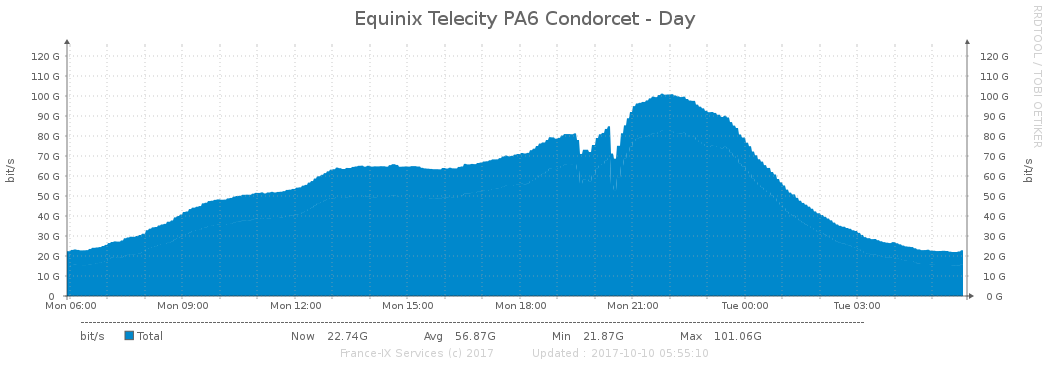 Equinix Telecity PA6 Condorcet - Day
RRDTOOL / TOBI OETIKER
bit/s
120 G 120 G
110 G 110 G
100 G 100 G
90 G 90 G
80 G 80 G
70 G 70 G
60 G 60 G
50 G 50 G
40 G 40 G
30 G 30 G
20 G 20 G
10 G 10 G
0 0 G
bit/s
Mon 06:00 Mon 09:00 Mon 12:00 Mon 15:00 Mon 18:00 Mon 21:00 Tue 00:00 Tue 03:00
bit/s Total Now 22.74G Avg 56.87G Min 21.87G Max 101.06G
France-IX Services (c) 2017 Updated : 2017-10-10 05:55:10